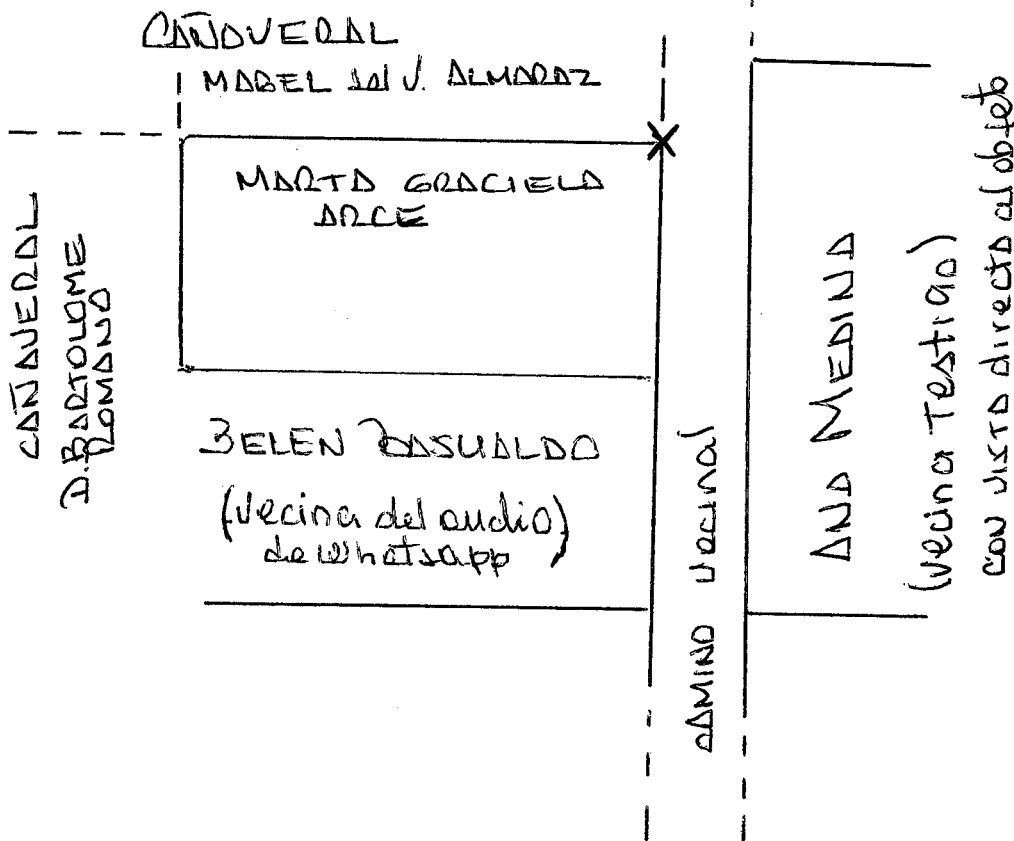 CAÑAVERAL
MABEL del V. ALMARAZ
MARTA GRACIELA
ARCE
CAÑAVERAL
D. BARTOLOME
ROMANO
BELEN BASUALDO
(vecina del audio)
de whatsapp
CAMINO vecinal
ANA MEDINA
(vecina Testigo)
con vista directa al objeto